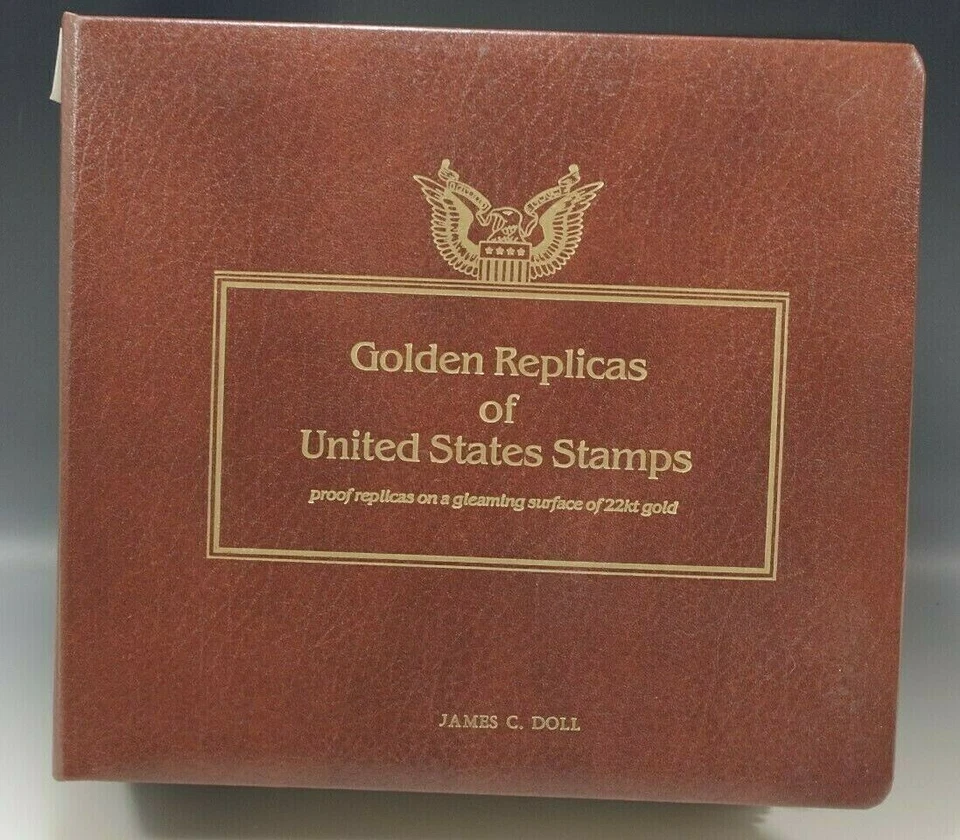 Golden Replicas
of
United States Stamps
proof replicas on a gleaming surface of 22kt gold
JAMES C. DOLL